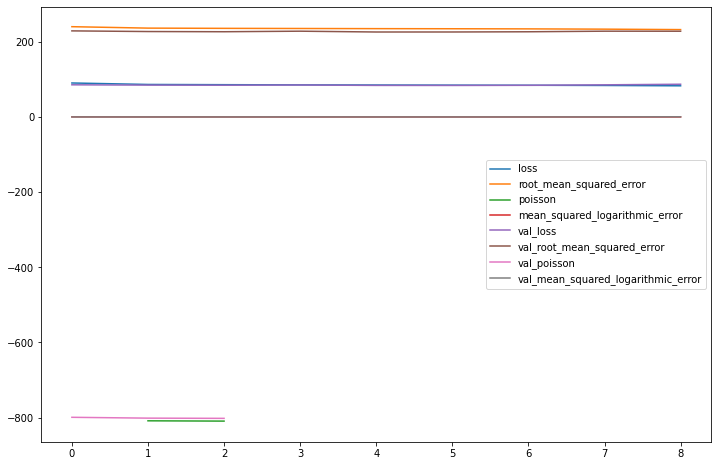 200
0
−200
−400
−600
−800
0 1 2 3 4 5 6 7 8
loss
root_mean_squared_error
poisson
mean_squared_logarithmic_error
val_loss
val_root_mean_squared_error
val_poisson
val_mean_squared_logarithmic_error